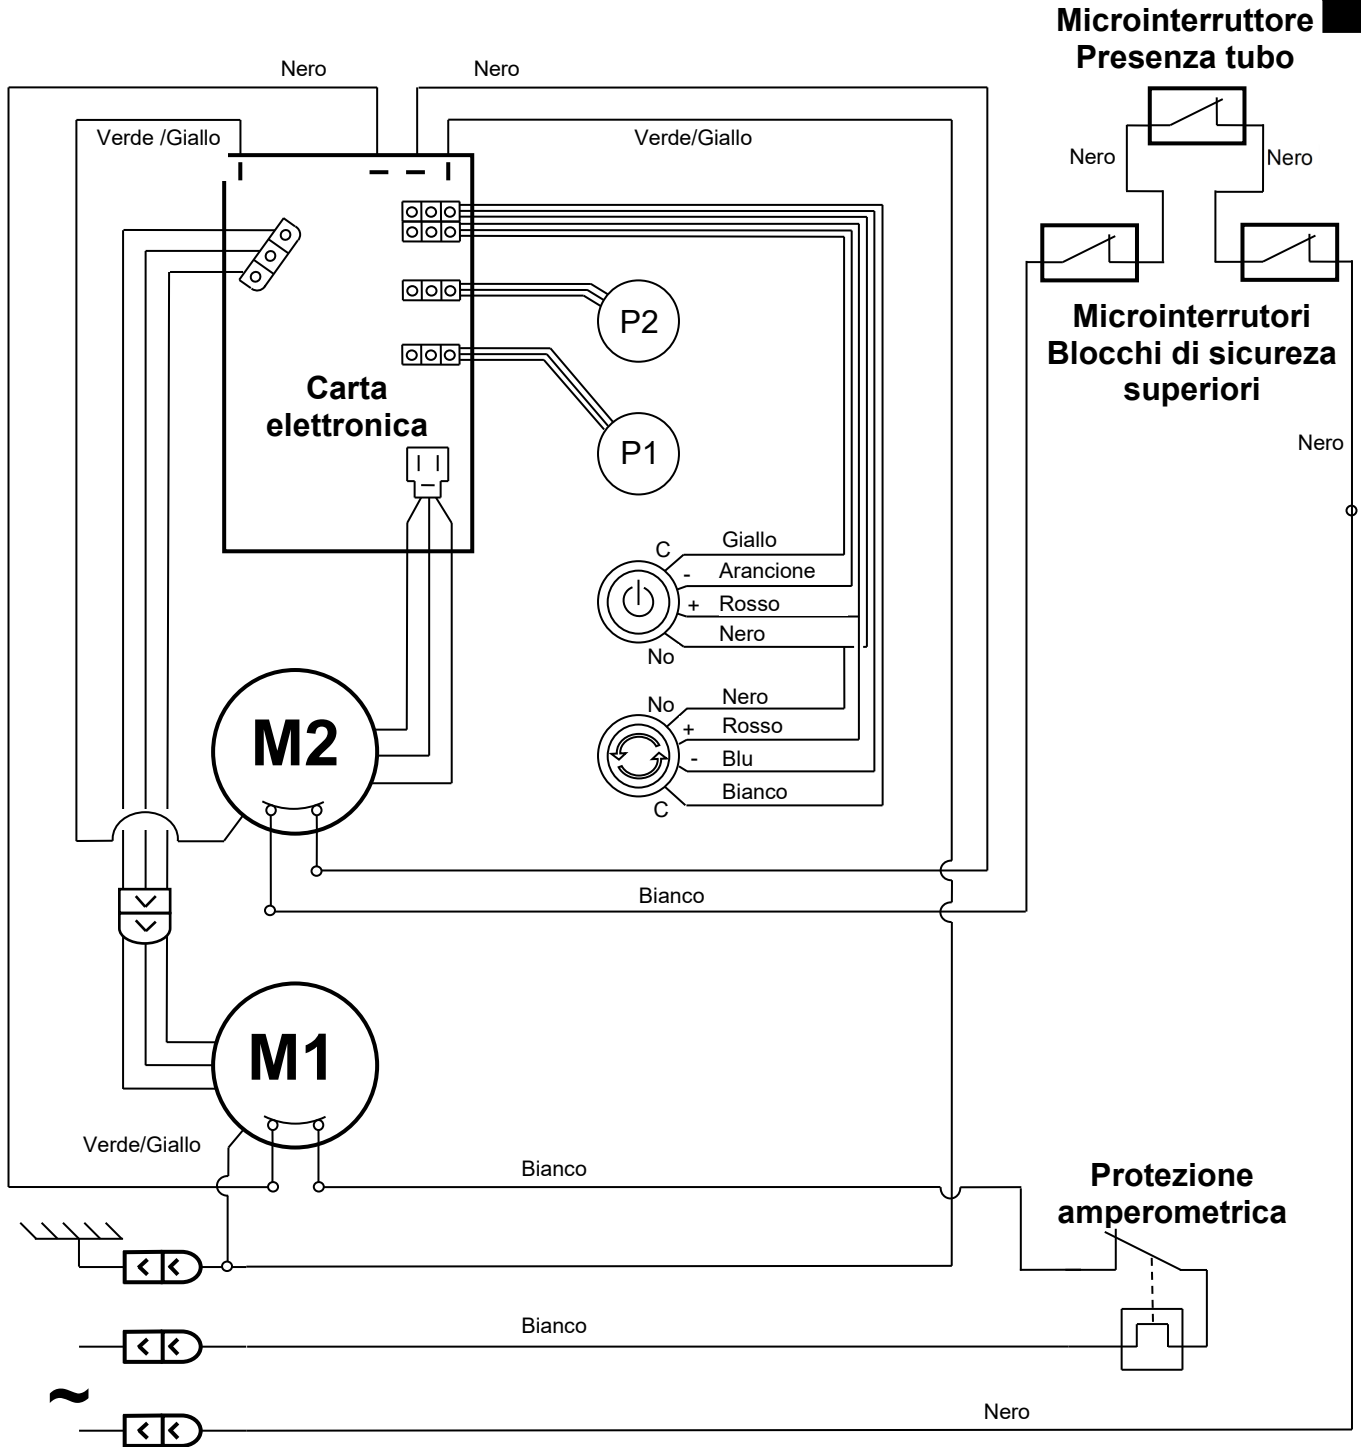 Microinterruttore
Presenza tubo
Nero
Nero
Verde /Giallo
Verde/Giallo
Nero
Nero
P2
Microinterrutori
Blocchi di sicureza
superiori
Carta
elettronica
P1
Nero
C
Giallo
-
Arancione
+
Rosso
Nero
No
No
Nero
+
Rosso
-
Blu
Bianco
C
M2
Bianco
M1
Verde/Giallo
Bianco
Protezione
amperometrica
Bianco
~
Nero